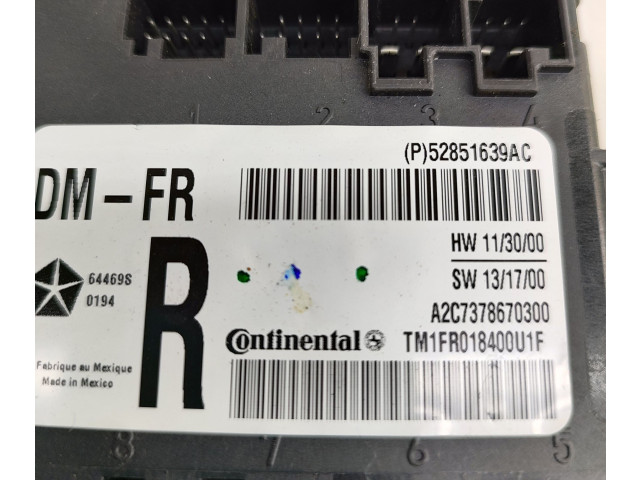 1 2 3 4
(P)52851639AC
DM-FR
HW 11/30/00
R
64469S
0194
SW 13/17/00
A2C7378670300
Continental
TM1FR018400U1F
Fabrique au Mexique
Made in Mexico
8 7 6 5